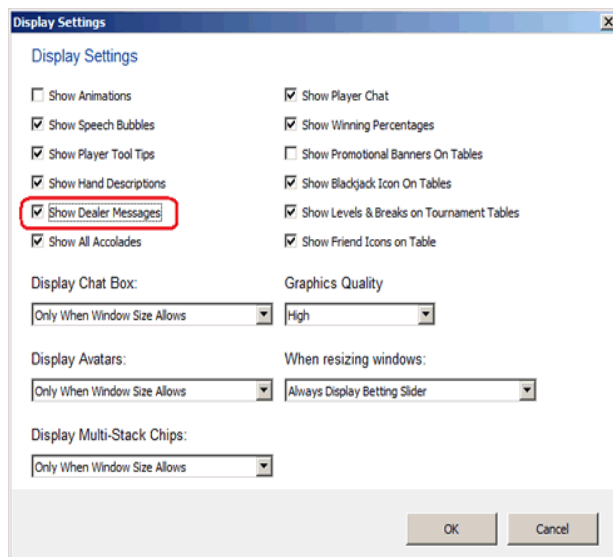 Display Settings
Display Settings
Show Animations
Show Player Chat
Show Speech Bubbles
Show Winning Percentages
Show Player Tool Tips
Show Promotional Banners On Tables
Show Hand Descriptions
Show Blackjack Icon On Tables
Show Dealer Messages
Show Levels & Breaks on Tournament Tables
Show All Accolades
Show Friend Icons on Table
Display Chat Box:
Graphics Quality
Only When Window Size Allows
High
Display Avatars:
When resizing windows:
Only When Window Size Allows
Always Display Betting Slider
Display Multi-Stack Chips:
Only When Window Size Allows
OK
Cancel